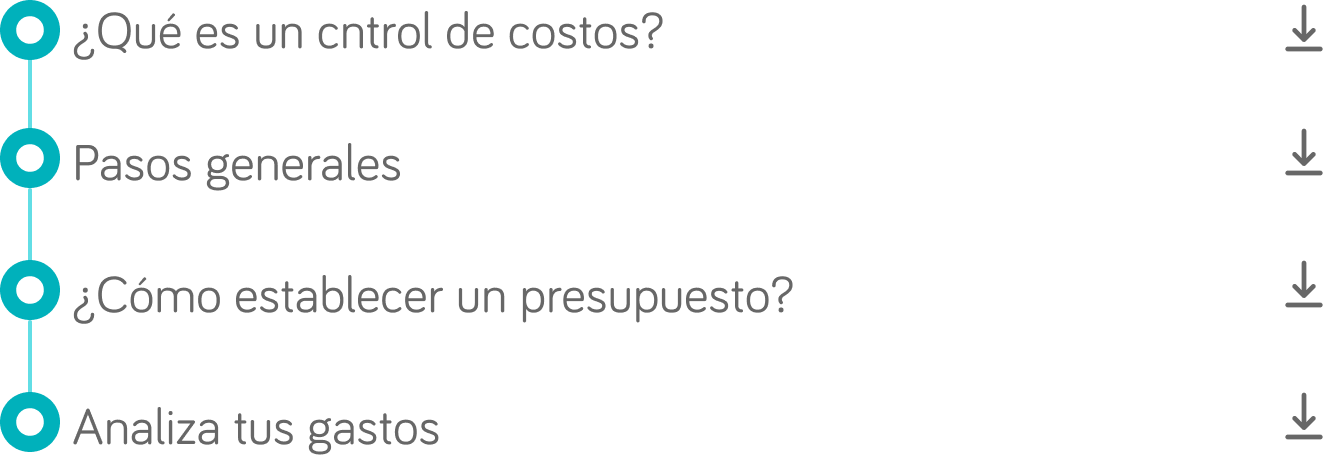 ¿Qué es un cntrol de costos?
Pasos generales
¿Cómo establecer un presupuesto?
Analiza tus gastos